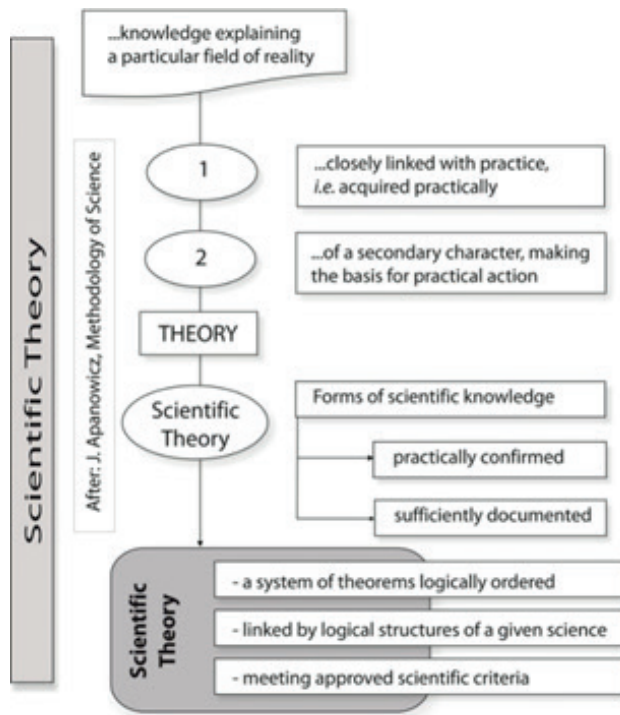 ...knowledge explaining
a particular field of reality
Scientific Theory
After: J. Apanowicz, Methodology of Science
1
...closely linked with practice,
i.e. acquired practically
2
...of a secondary character, making
the basis for practical action
THEORY
Scientific
Theory
Forms of scientific knowledge
practically confirmed
sufficiently documented
Scientific
Theory
- a system of theorems logically ordered
- linked by logical structures of a given science
- meeting approved scientific criteria